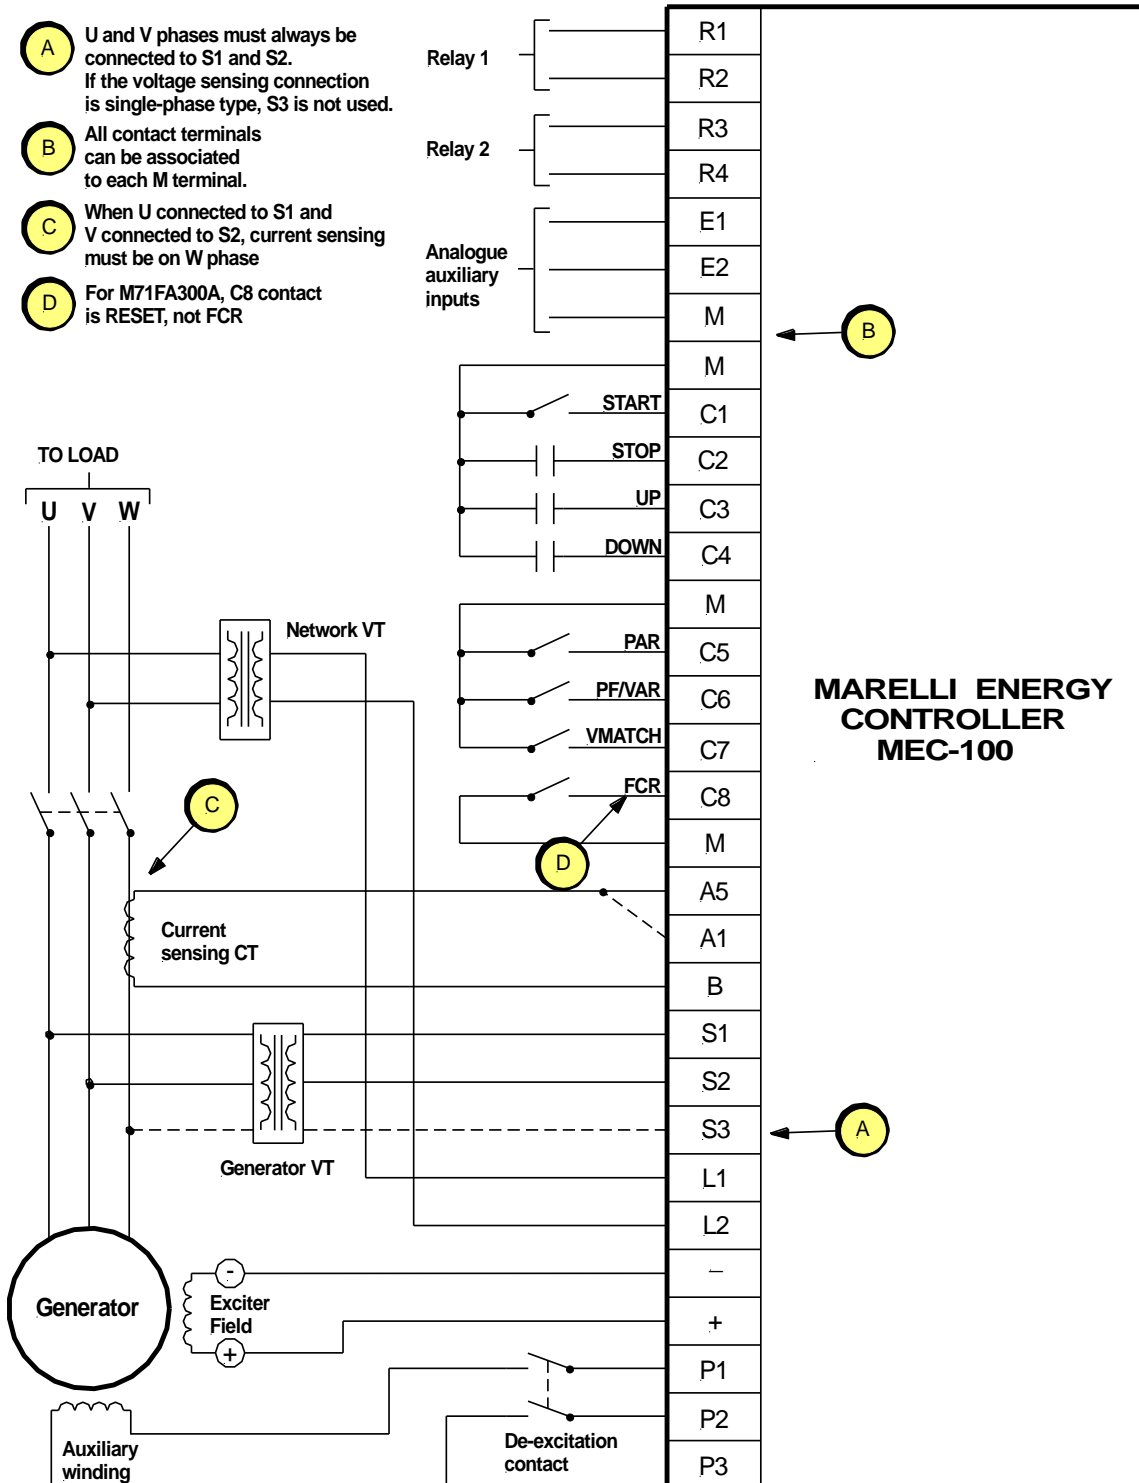 A
U and V phases must always be
connected to S1 and S2.
If the voltage sensing connection
is single-phase type, S3 is not used.
B
All contact terminals
can be associated
to each M terminal.
C
When U connected to S1 and
V connected to S2, current sensing
must be on W phase
D
For M71FA300A, C8 contact
is RESET, not FCR
Relay 1
R1
R2
Relay 2
R3
R4
Analogue
auxiliary
inputs
E1
E2
M
B
M
START
C1
STOP
C2
UP
C3
DOWN
C4
M
PAR
C5
PF/VAR
C6
VMATCH
C7
FCR
C8
M
D
TO LOAD
U V W
Network VT
MARELLI ENERGY
CONTROLLER
MEC-100
C
A5
Current
sensing CT
A1
B
S1
S2
S3
A
Generator VT
L1
L2
Generator
-
Exciter
Field
+
–
+
P1
P2
P3
De-excitation
contact
Auxiliary
winding